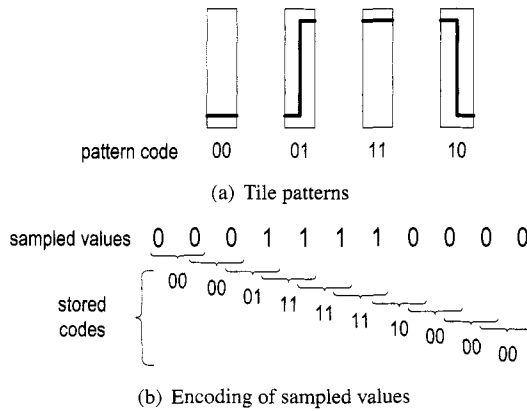 pattern code 00 01 11 10
(a) Tile patterns
sampled values 0 0 0 1 1 1 1 0 0 0 0
stored codes
00 00 01 11 11 11 10 00 00 00
(b) Encoding of sampled values